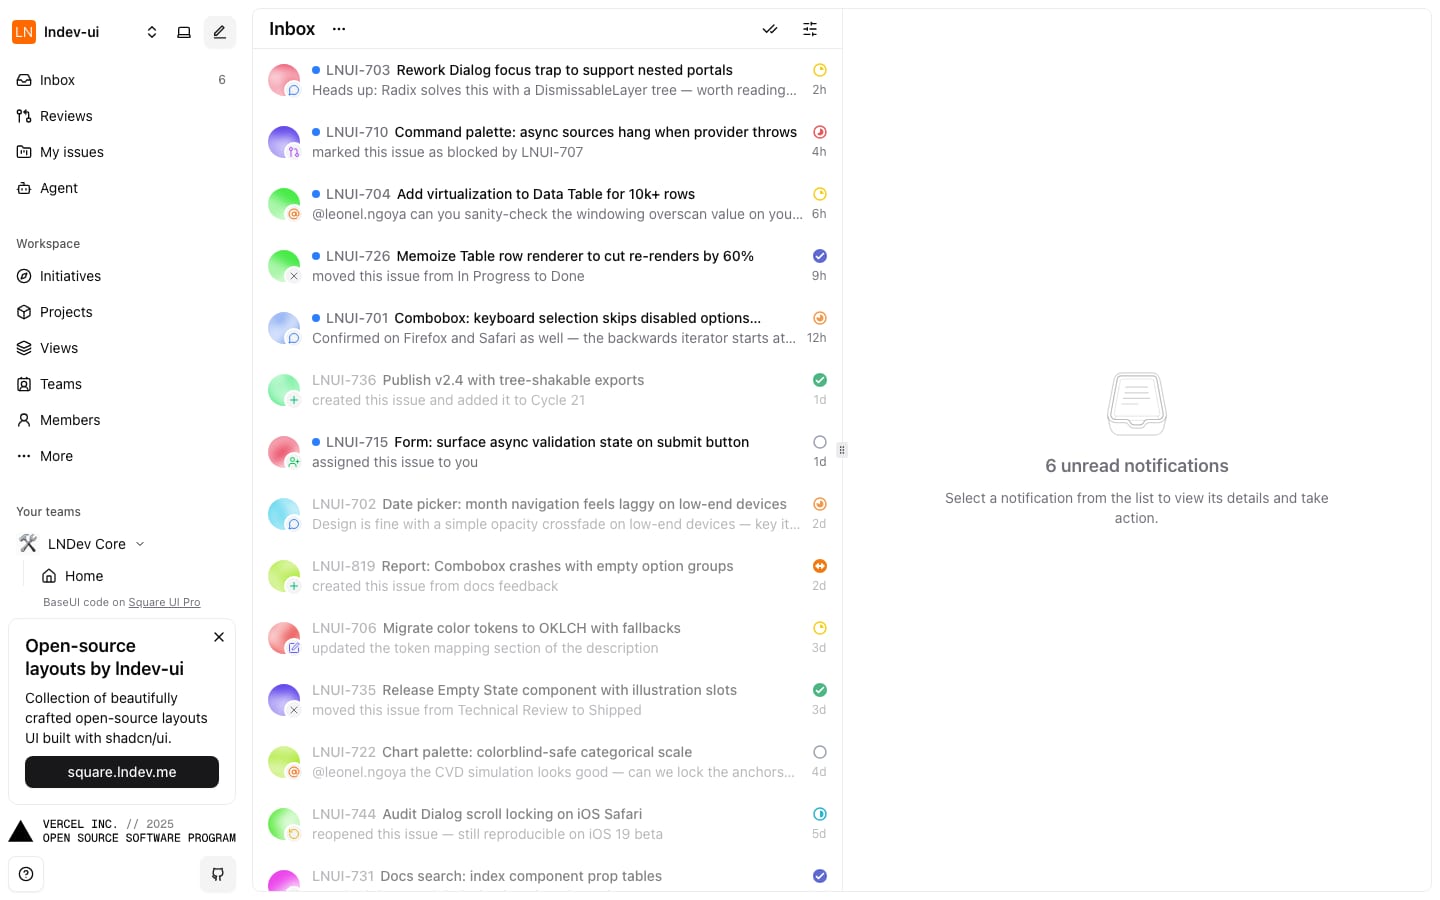 LN lndev-ui
Inbox 6
Reviews
My issues
Agent
Workspace
Initiatives
Projects
Views
Teams
Members
More
Your teams
LNDev Core
Home
BaseUI code on Square UI Pro
Open-source
layouts by lndev-ui
Collection of beautifully
crafted open-source layouts
UI built with shadcn/ui.
square.lndev.me
VERCEL INC. // 2025
OPEN SOURCE SOFTWARE PROGRAM
Inbox
LNUI-703 Rework Dialog focus trap to support nested portals
Heads up: Radix solves this with a DismissableLayer tree — worth reading... 2h
LNUI-710 Command palette: async sources hang when provider throws
marked this issue as blocked by LNUI-707 4h
LNUI-704 Add virtualization to Data Table for 10k+ rows
@leonel.ngoya can you sanity-check the windowing overscan value on you... 6h
LNUI-726 Memoize Table row renderer to cut re-renders by 60%
moved this issue from In Progress to Done 9h
LNUI-701 Combobox: keyboard selection skips disabled options...
Confirmed on Firefox and Safari as well — the backwards iterator starts at... 12h
LNUI-736 Publish v2.4 with tree-shakable exports
created this issue and added it to Cycle 21 1d
LNUI-715 Form: surface async validation state on submit button
assigned this issue to you 1d
LNUI-702 Date picker: month navigation feels laggy on low-end devices
Design is fine with a simple opacity crossfade on low-end devices — key it... 2d
LNUI-819 Report: Combobox crashes with empty option groups
created this issue from docs feedback 2d
LNUI-706 Migrate color tokens to OKLCH with fallbacks
updated the token mapping section of the description 3d
LNUI-735 Release Empty State component with illustration slots
moved this issue from Technical Review to Shipped 3d
LNUI-722 Chart palette: colorblind-safe categorical scale
@leonel.ngoya the CVD simulation looks good — can we lock the anchors... 4d
LNUI-744 Audit Dialog scroll locking on iOS Safari
reopened this issue — still reproducible on iOS 19 beta 5d
LNUI-731 Docs search: index component prop tables
6 unread notifications
Select a notification from the list to view its details and take
action.